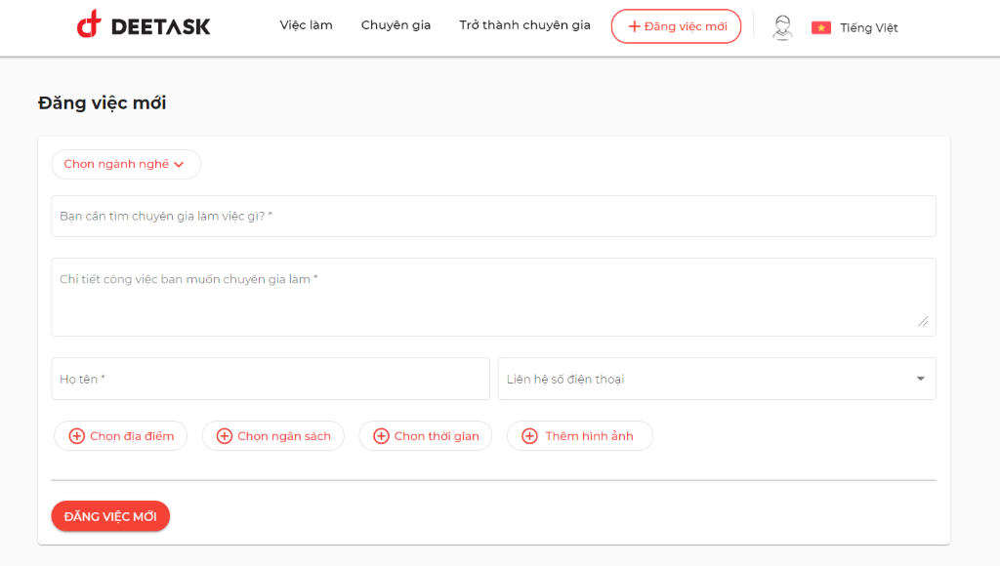 DEETASK
Việc làm
Chuyên gia
Trở thành chuyên gia
Đăng việc mới
Tiếng Việt
Đăng việc mới
Chọn ngành nghề
Bạn cần tìm chuyên gia làm việc gì? *
Chi tiết công việc bạn muốn chuyên gia làm *
Họ tên *
Liên hệ số điện thoại
Chọn địa điểm
Chọn ngân sách
Chọn thời gian
Thêm hình ảnh
ĐĂNG VIỆC MỚI